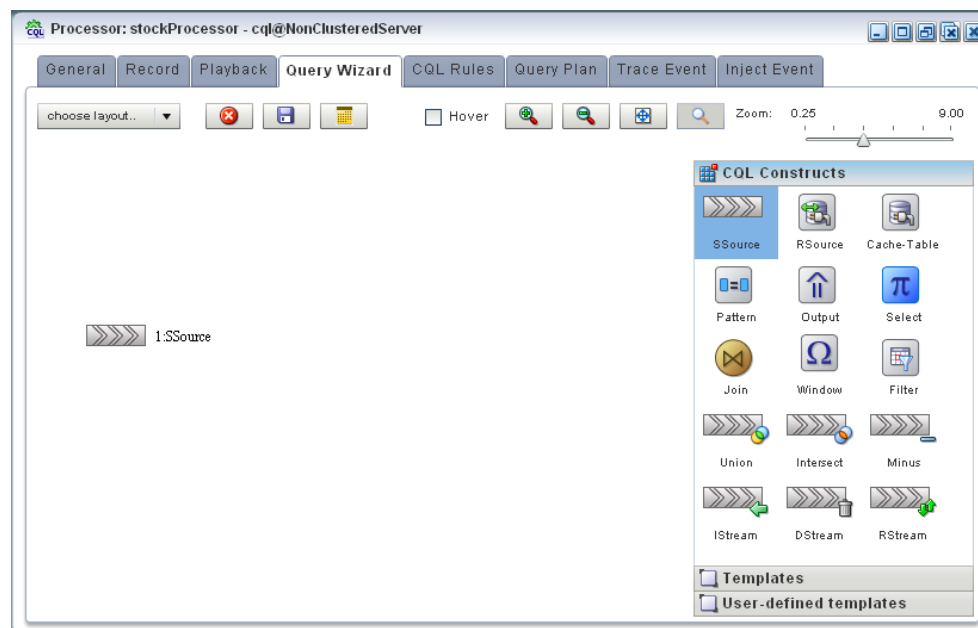 CQL Processor: stockProcessor - cql@NonClusteredServer
General Record Playback Query Wizard CQL Rules Query Plan Trace Event Inject Event
choose layout.. Hover Zoom: 0.25 9.00
CQL Constructs
SSource RSource Cache-Table
Pattern Output Select
1:SSource
Join Window Filter
Union Intersect Minus
IStream DStream RStream
Templates
User-defined templates